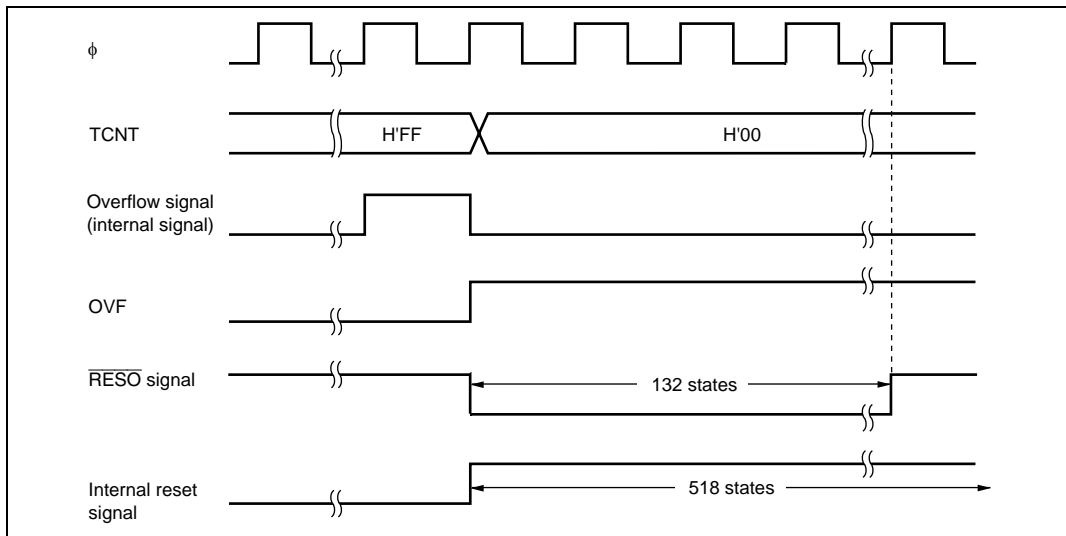 ϕ
TCNT
H'FF
H'00
Overflow signal
(internal signal)
OVF
RESO signal
132 states
Internal reset
signal
518 states